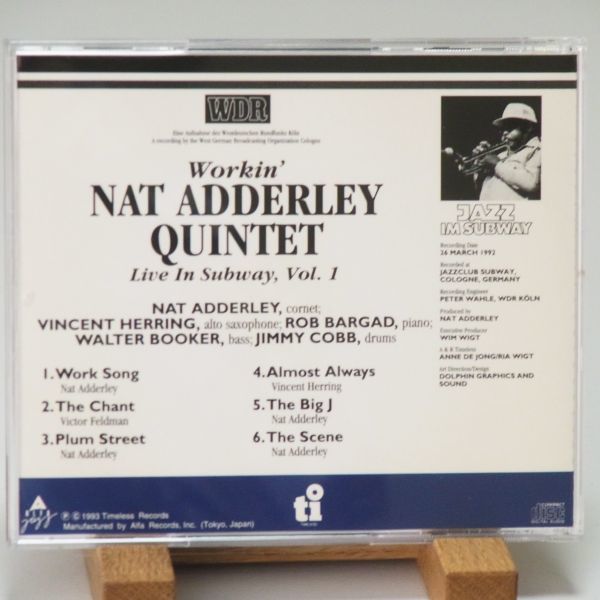 WDR
Eine Aufnahme des Westdeutschen Rundfunks Köln
A recording by the West German Broadcasting Organization Cologne
Workin'
NAT ADDERLEY
QUINTET
Live In Subway, Vol. 1
NAT ADDERLEY, cornet;
VINCENT HERRING, alto saxophone; ROB BARGAD, piano;
WALTER BOOKER, bass; JIMMY COBB, drums
1. Work Song
Nat Adderley
2. The Chant
Victor Feldman
3. Plum Street
Nat Adderley
4. Almost Always
Vincent Herring
5. The Big J
Nat Adderley
6. The Scene
Nat Adderley
JAZZ
IM SUBWAY
Recording Date
26 MARCH 1992
Recorded at
JAZZCLUB SUBWAY,
COLOGNE, GERMANY
Recording Engineer
PETER WAHLE, WDR KÖLN
Produced by
NAT ADDERLEY
Executive Producer
WIM WIGT
A & R Timeless
ANNE DE JONG/RIA WIGT
Art Direction/Design
DOLPHIN GRAPHICS AND
SOUND
jazz
Ⓟ © 1993 Timeless Records
Manufactured by Alfa Records, Inc. (Tokyo, Japan)
ti
COMPACT
disc
DIGITAL AUDIO